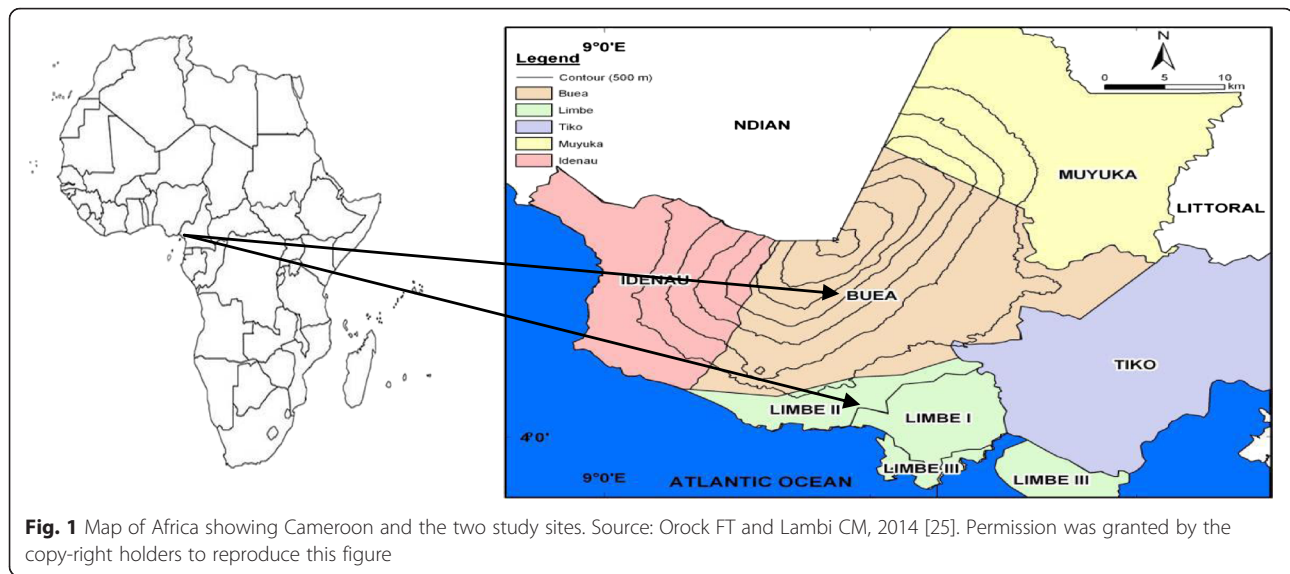 9°0'E
N
Legend
Contour (500 m)
Buea
Limbe
Tiko
Muyuka
Idenau
0 5 10
km
NDIAN
MUYUKA
LITTORAL
IDENAU
BUEA
TIKO
LIMBE II
LIMBE I
4°0'
LIMBE III
LIMBE III
9°0'E
ATLANTIC OCEAN
Fig. 1 Map of Africa showing Cameroon and the two study sites. Source: Orock FT and Lambi CM, 2014 [25]. Permission was granted by the
copy-right holders to reproduce this figure